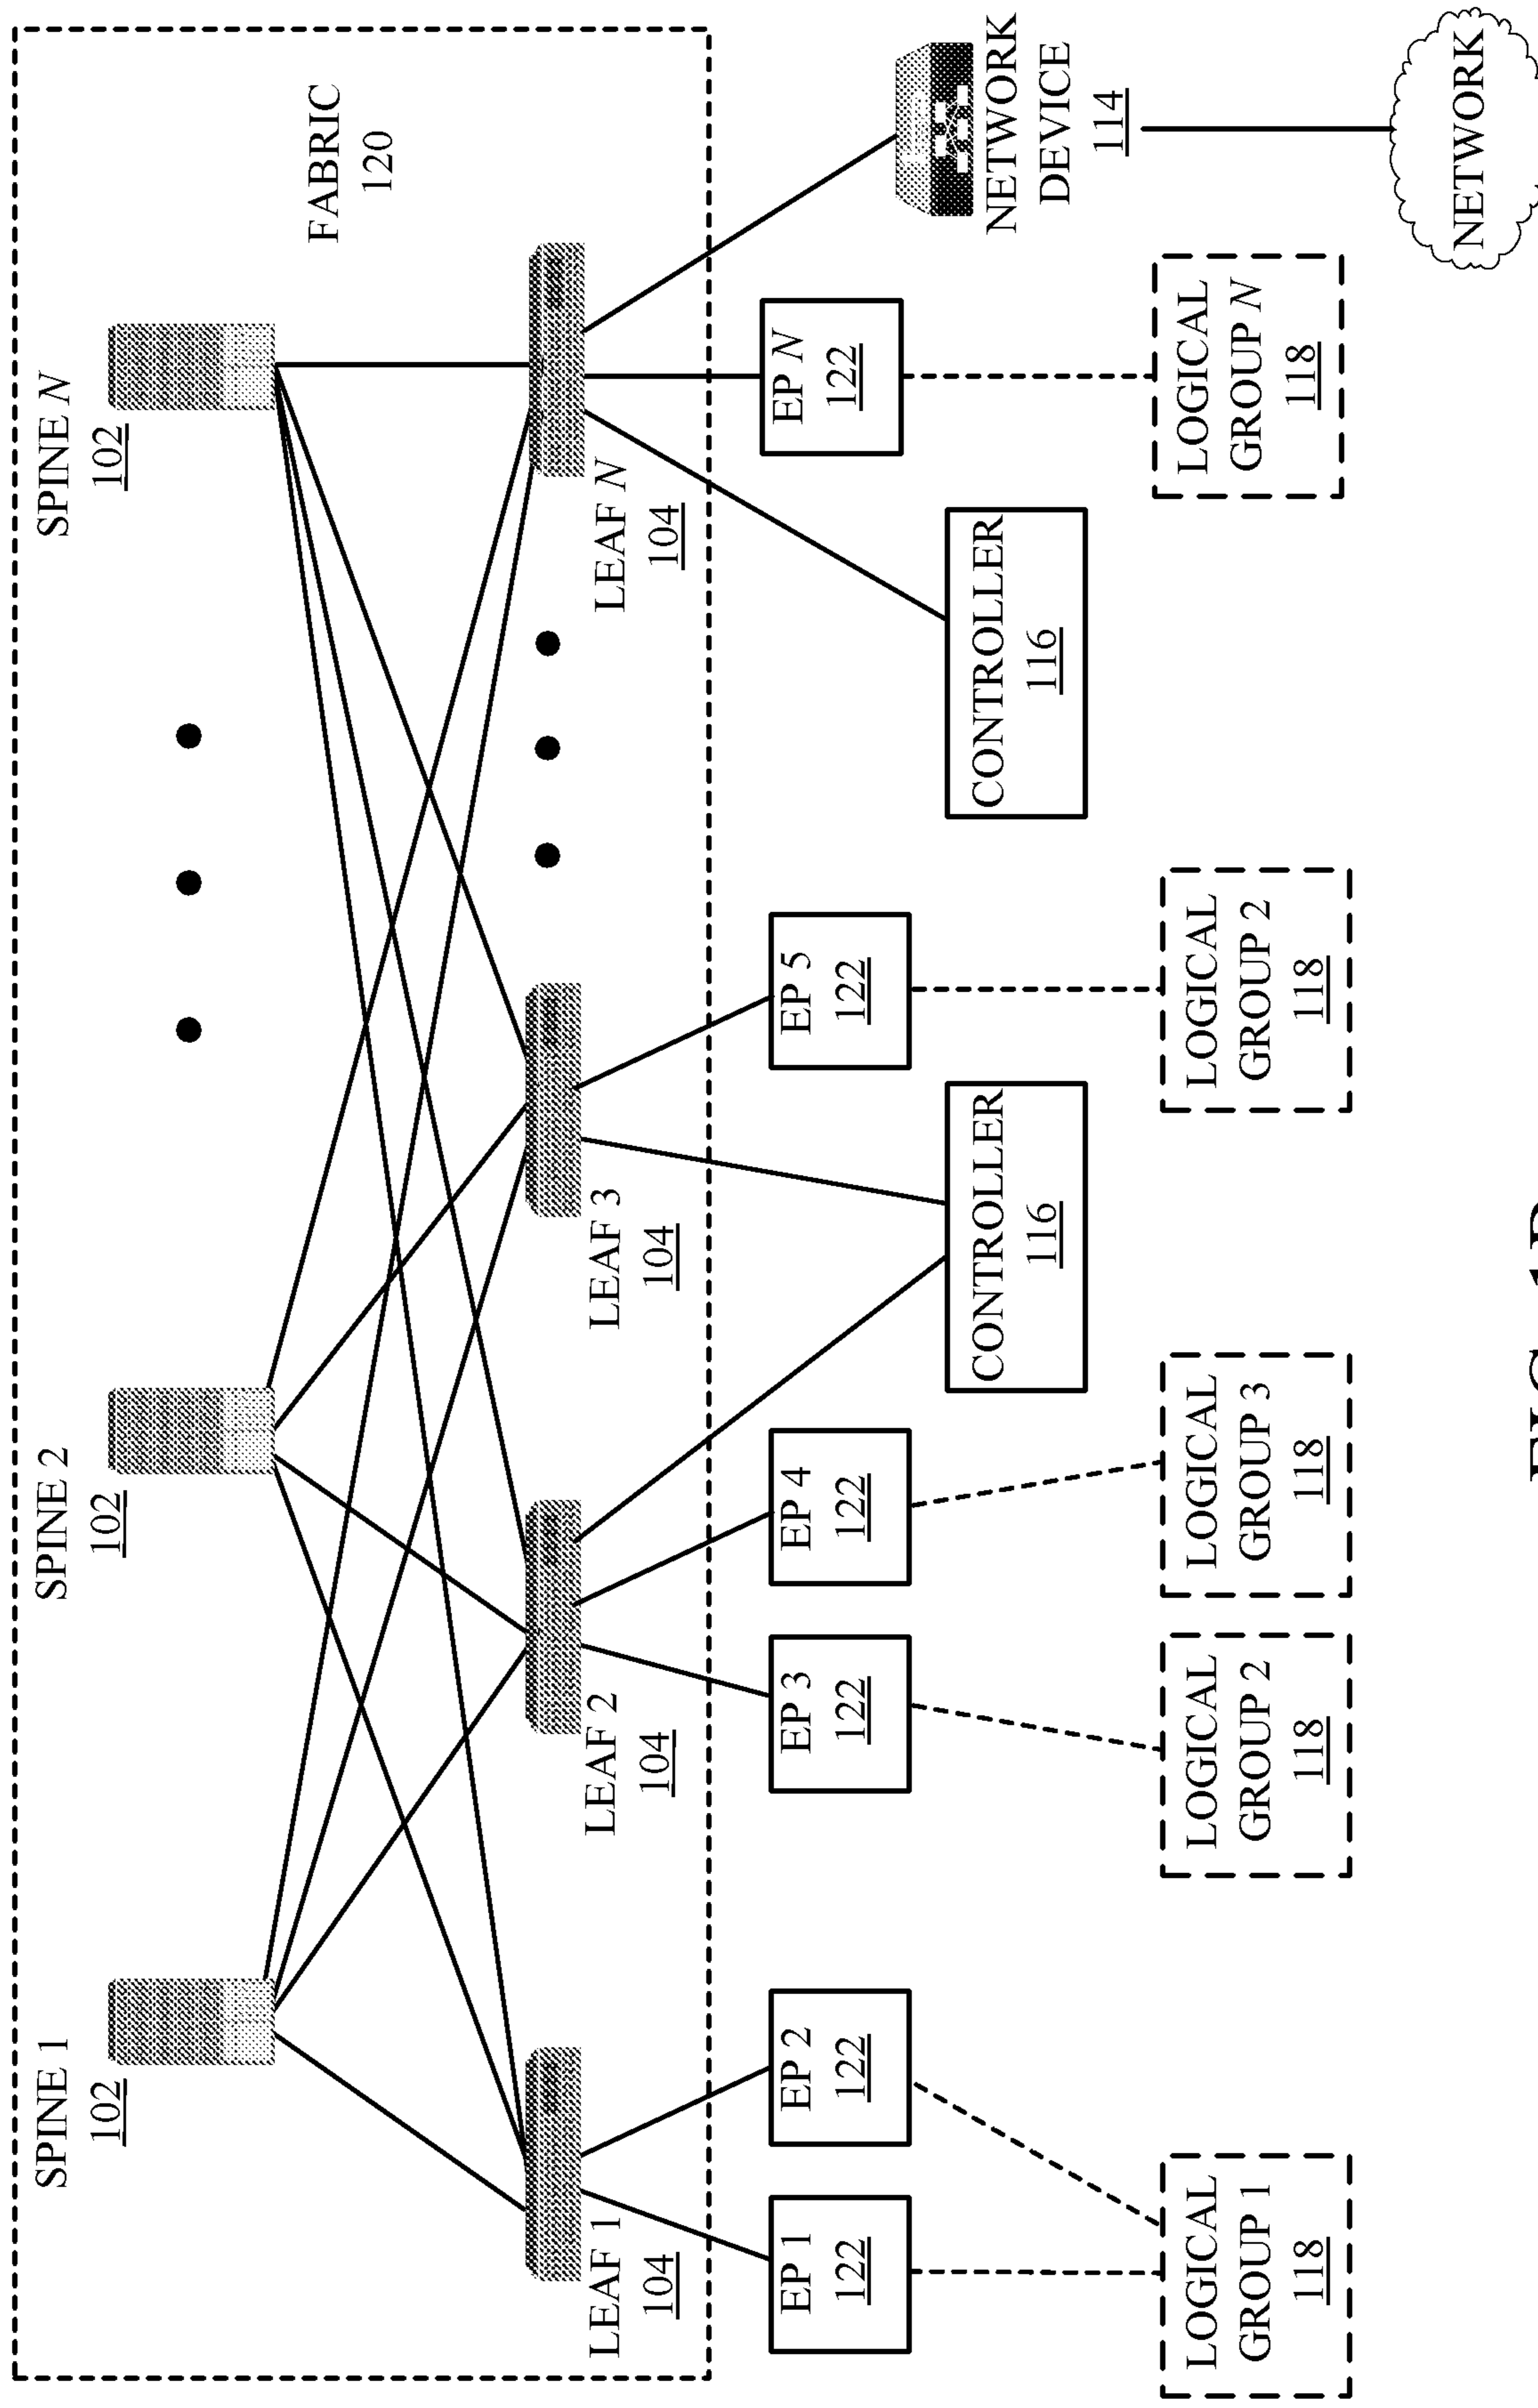 SPINE 1
102
SPINE 2
102
SPINE N
102
FABRIC
120
LEAF 1
104
LEAF 2
104
LEAF 3
104
LEAF N
104
EP 1
122
EP 2
122
EP 3
122
EP 4
122
EP 5
122
EP N
122
CONTROLLER
116
CONTROLLER
116
NETWORK
DEVICE
114
LOGICAL
GROUP 1
118
LOGICAL
GROUP 2
118
LOGICAL
GROUP 3
118
LOGICAL
GROUP 2
118
LOGICAL
GROUP N
118
NETWORK